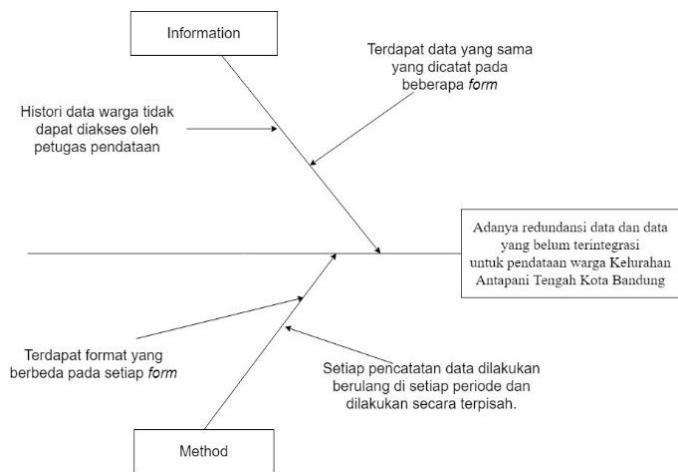 Information
Terdapat data yang sama
yang dicatat pada
beberapa form
Histori data warga tidak
dapat diakses oleh
petugas pendataan
Adanya redundansi data dan data
yang belum terintegrasi
untuk pendataan warga Kelurahan
Antapani Tengah Kota Bandung
Terdapat format yang
berbeda pada setiap form
Setiap pencatatan data dilakukan
berulang di setiap periode dan
dilakukan secara terpisah.
Method